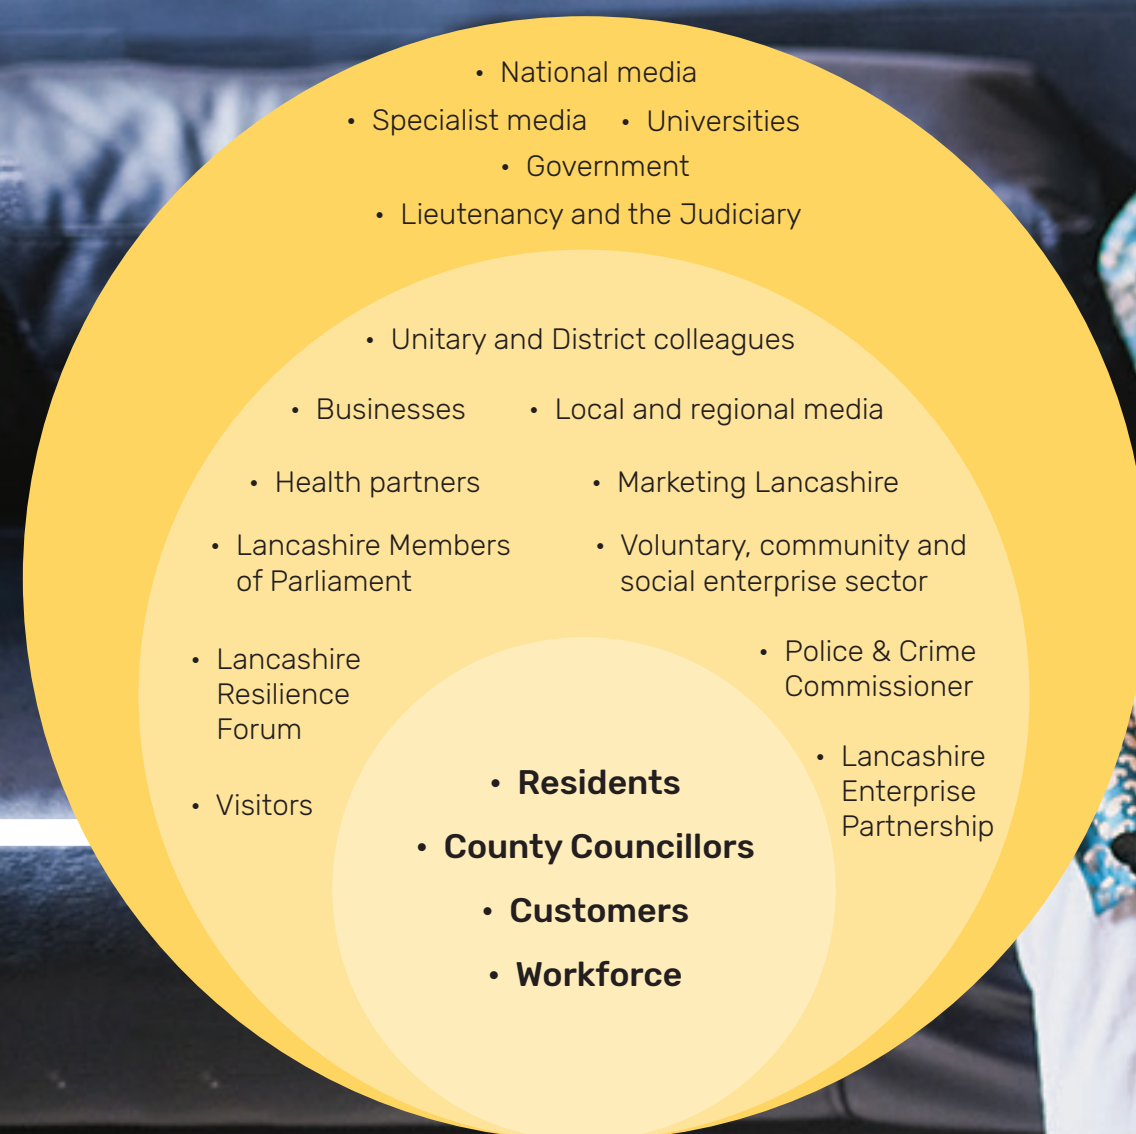 • National media
• Specialist media • Universities
• Government
• Lieutenancy and the Judiciary
• Unitary and District colleagues
• Businesses • Local and regional media
• Health partners • Marketing Lancashire
• Lancashire Members
of Parliament
• Voluntary, community and
social enterprise sector
• Lancashire
Resilience
Forum
• Police & Crime
Commissioner
• Visitors
• Lancashire
Enterprise
Partnership
• Residents
• County Councillors
• Customers
• Workforce